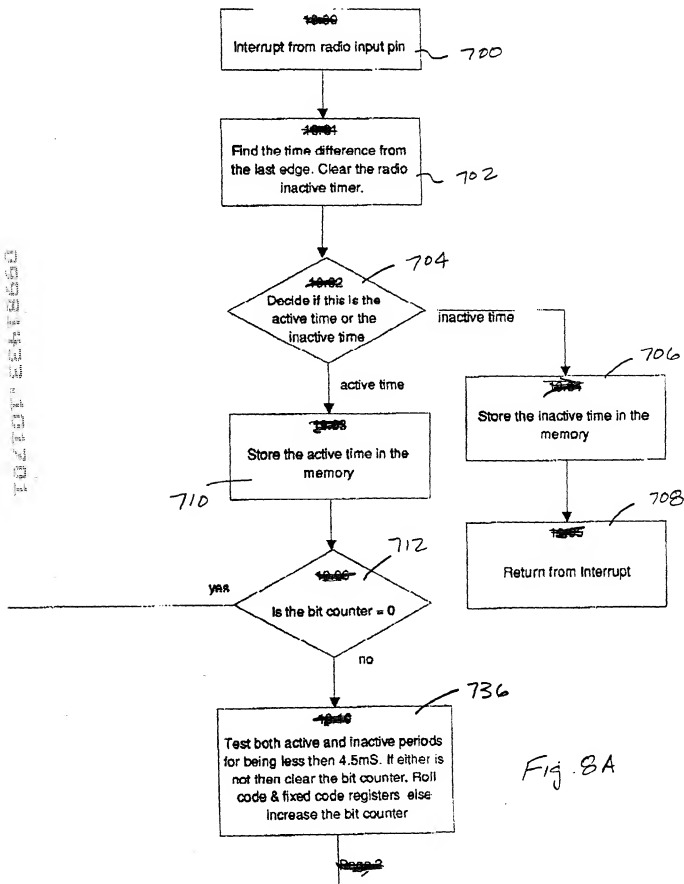 Interrupt from radio input pin
700
Find the time difference from
the last edge. Clear the radio
inactive timer.
702
704
Decide if this is the
active time or the
inactive time
inactive time
active time
706
Store the inactive time in the
memory
Store the active time in the
memory
710
708
Return from Interrupt
712
yes
Is the bit counter = 0
no
736
Test both active and inactive periods
for being less then 4.5mS. If either is
not then clear the bit counter. Roll
code & fixed code registers else
increase the bit counter
Fig. 8A